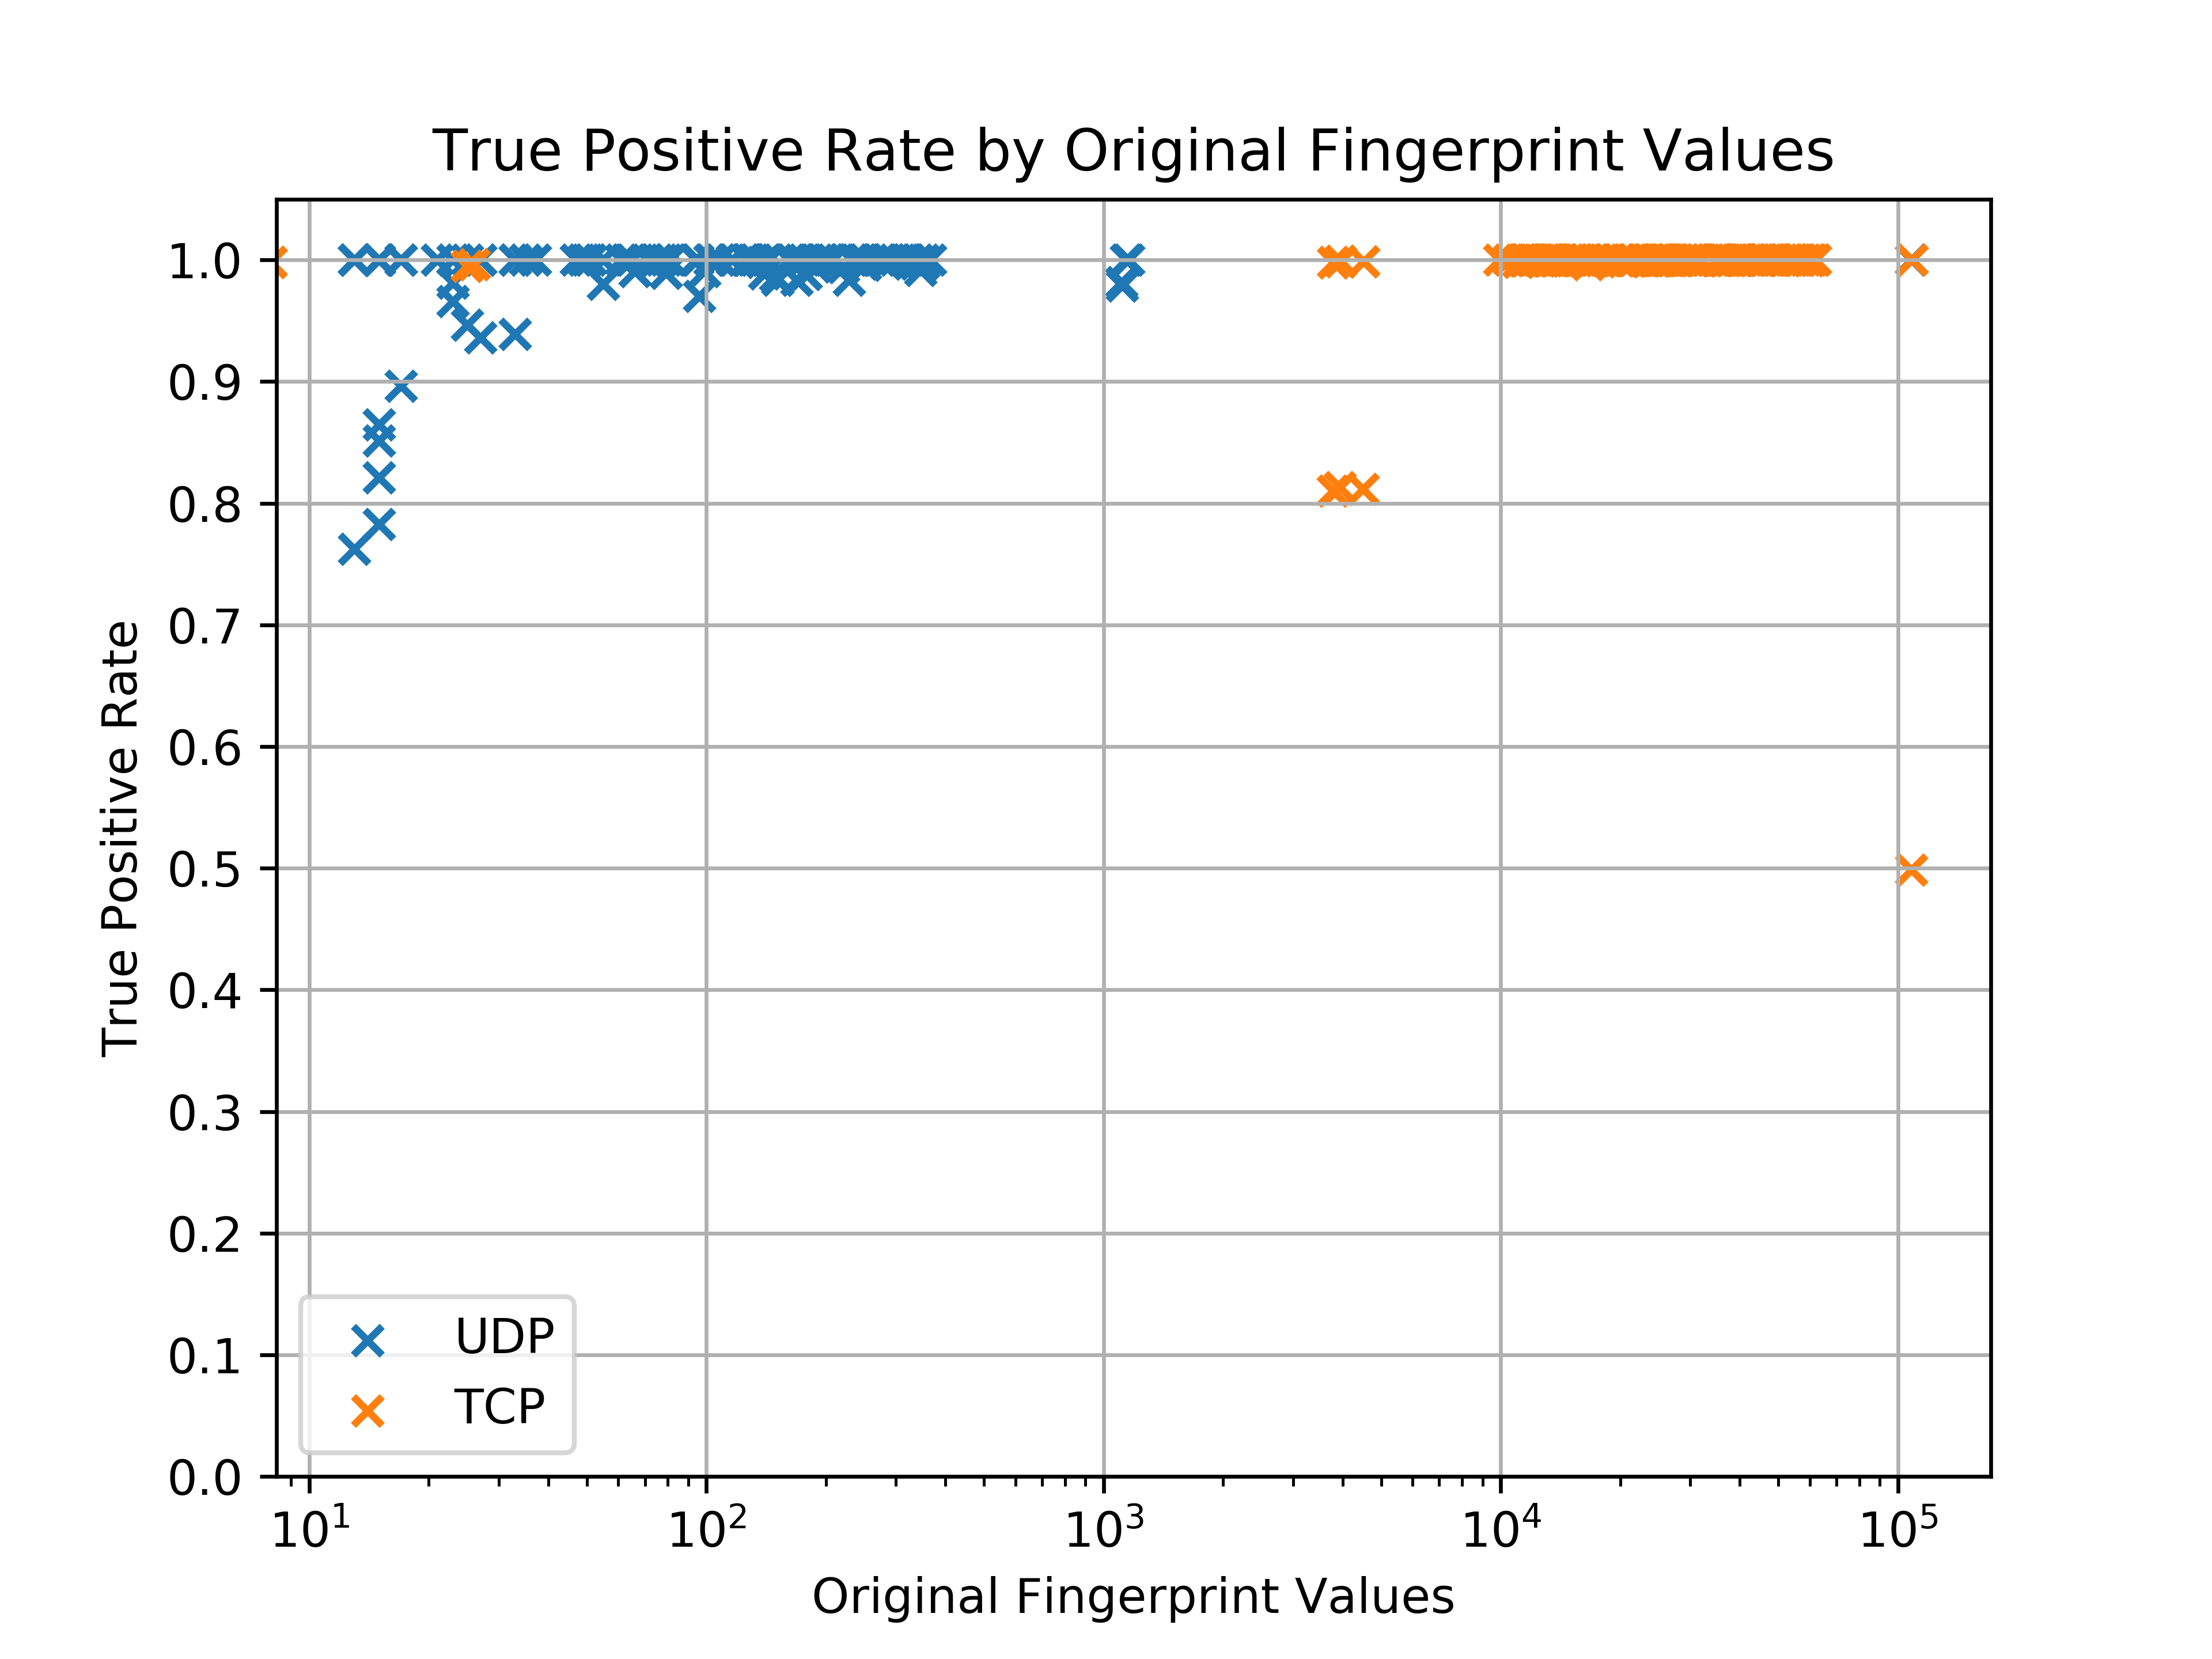 True Positive Rate by Original Fingerprint Values
True Positive Rate
1.0
0.9
0.8
0.7
0.6
0.5
0.4
0.3
0.2
0.1
0.0
UDP
TCP
10¹ 10² 10³ 10⁴ 10⁵
Original Fingerprint Values